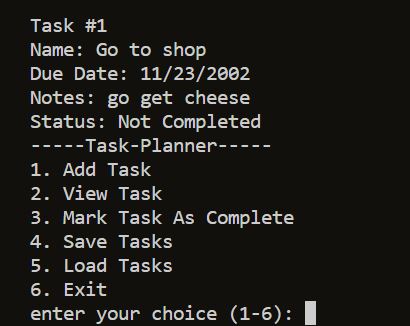 Task #1
Name: Go to shop
Due Date: 11/23/2002
Notes: go get cheese
Status: Not Completed
-----Task-Planner-----
1. Add Task
2. View Task
3. Mark Task As Complete
4. Save Tasks
5. Load Tasks
6. Exit
enter your choice (1-6):